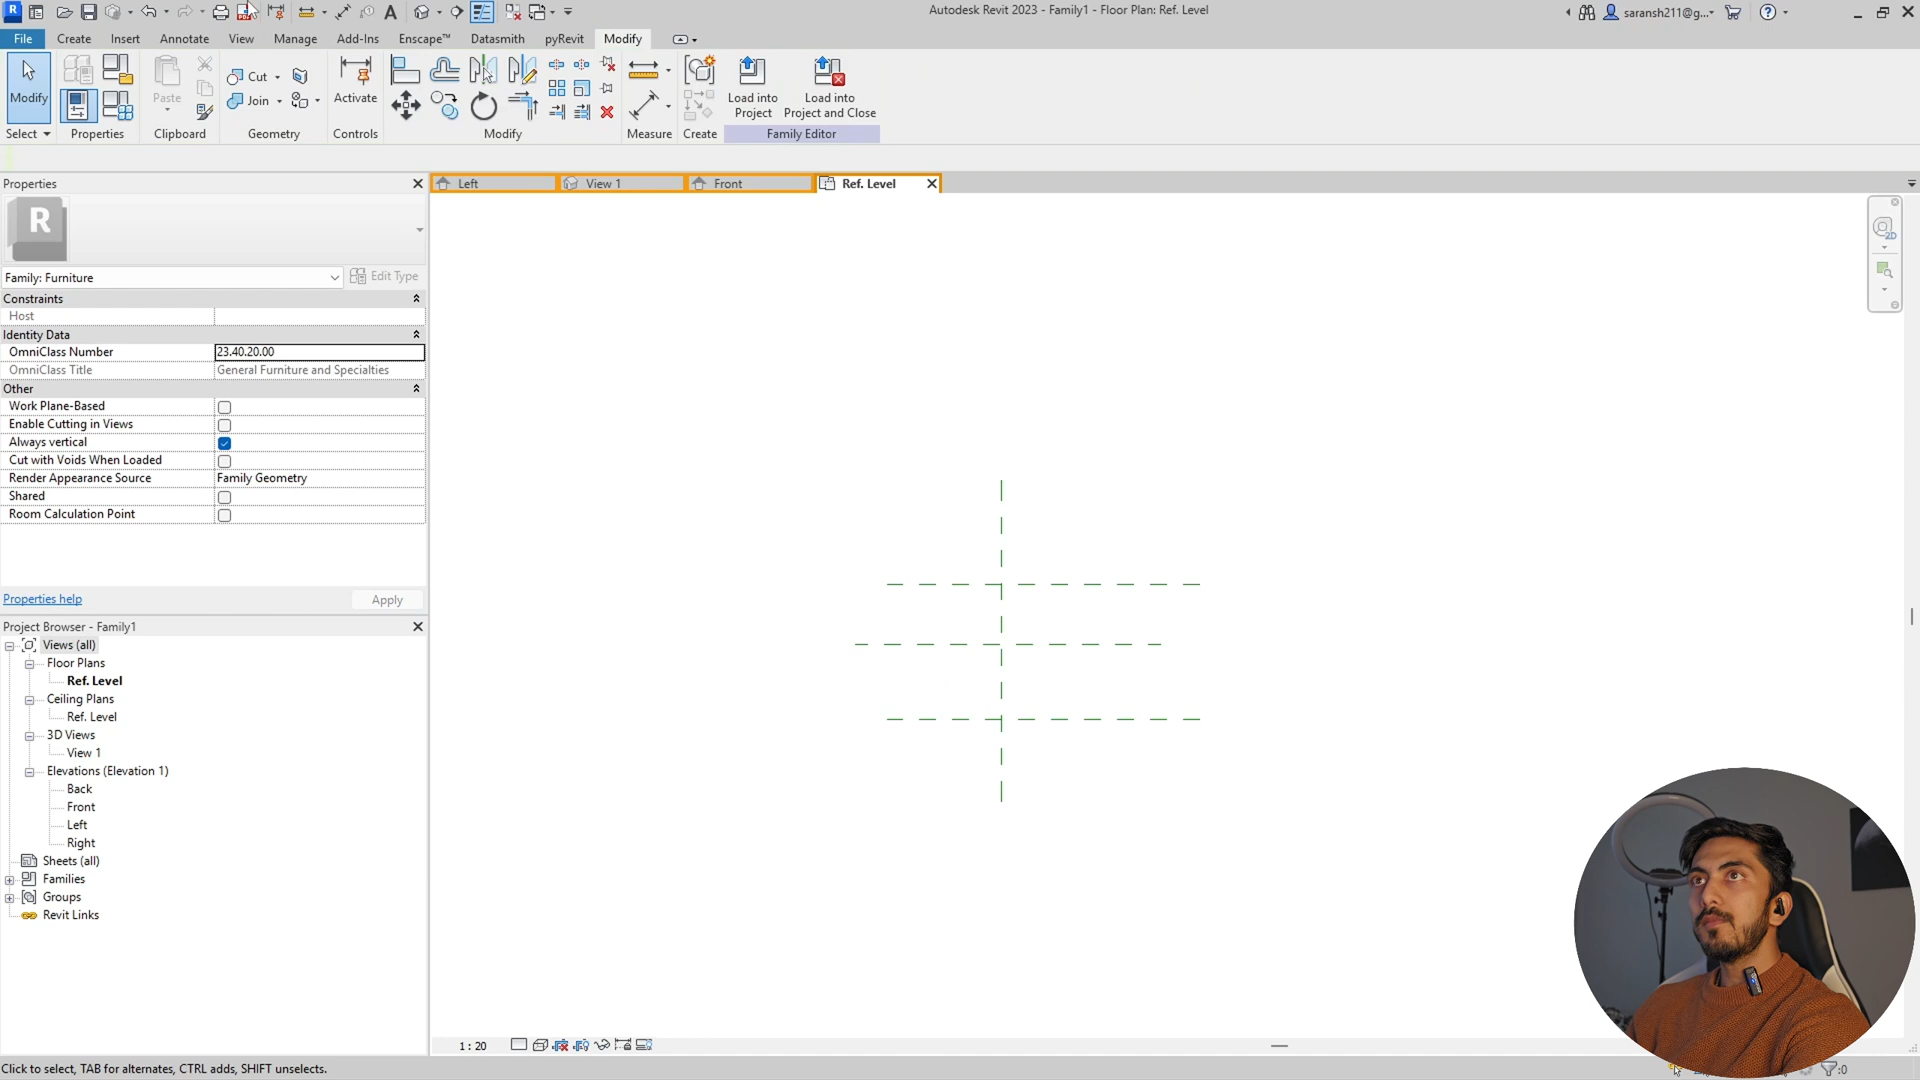 Autodesk Revit 2023 - Family1 - Floor Plan: Ref. Level
saransh211@g...
File Create Insert Annotate View Manage Add-Ins Enscape™ Datasmith pyRevit Modify
Modify
Paste
Cut
Join
Activate
Load into Project
Load into Project and Close
Select Properties Clipboard Geometry Controls Modify Measure Create Family Editor
Properties
R
Family: Furniture
Edit Type
Constraints
Host
Identity Data
OmniClass Number 23.40.20.00
OmniClass Title General Furniture and Specialties
Other
Work Plane-Based
Enable Cutting in Views
Always vertical
Cut with Voids When Loaded
Render Appearance Source Family Geometry
Shared
Room Calculation Point
Properties help
Apply
Project Browser - Family1
Views (all)
Floor Plans
Ref. Level
Ceiling Plans
Ref. Level
3D Views
View 1
Elevations (Elevation 1)
Back
Front
Left
Right
Sheets (all)
Families
Groups
Revit Links
Left View 1 Front Ref. Level
2D
1 : 20
Click to select, TAB for alternates, CTRL adds, SHIFT unselects.
:0